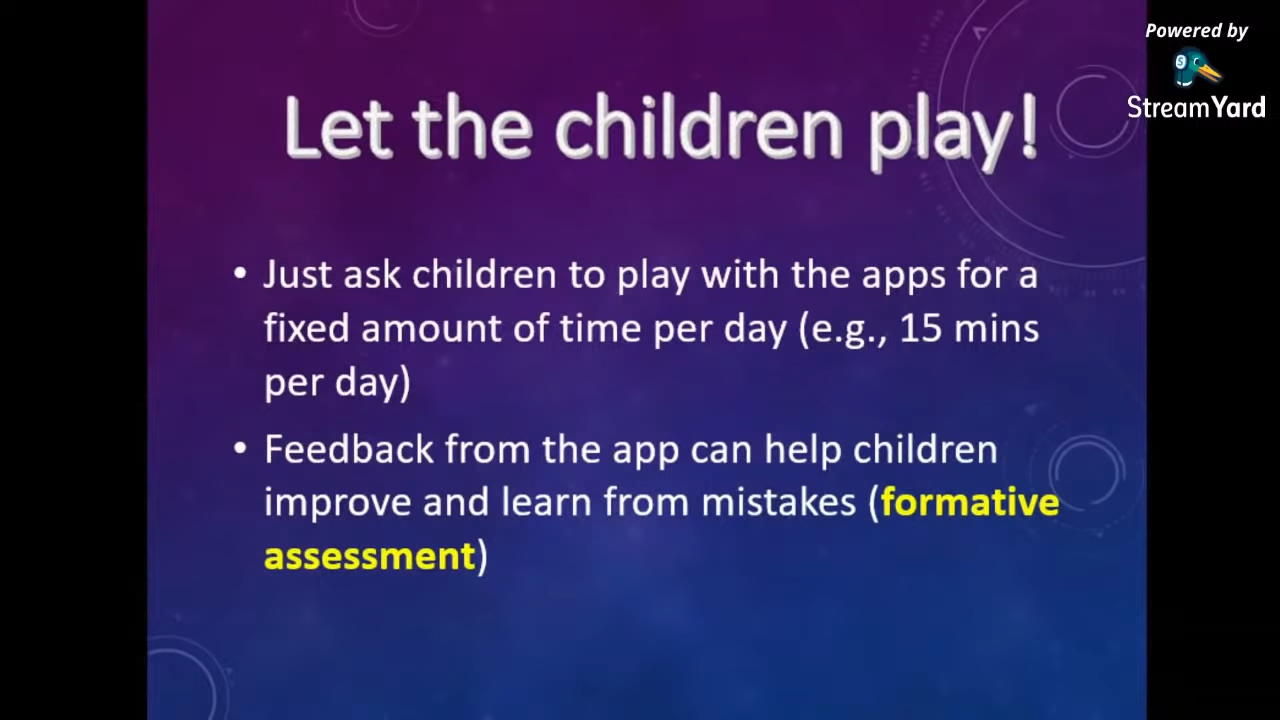 Powered by
StreamYard
Let the children play!
• Just ask children to play with the apps for a
fixed amount of time per day (e.g., 15 mins
per day)
• Feedback from the app can help children
improve and learn from mistakes (formative
assessment)